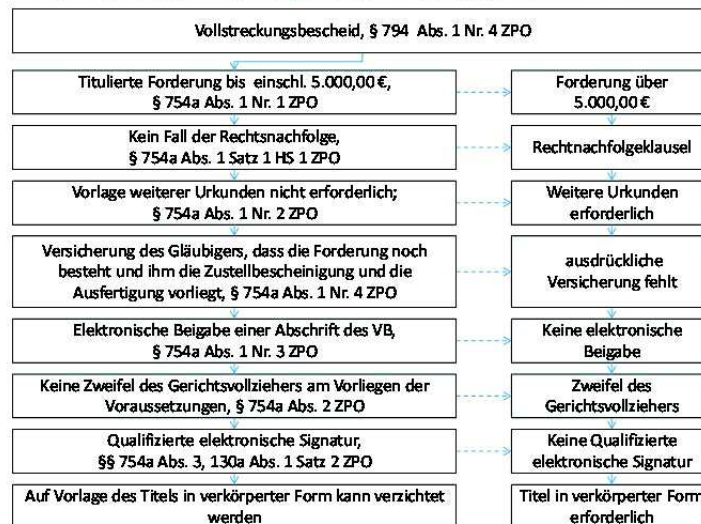 Vollstreckungsbescheid, § 794 Abs. 1 Nr. 4 ZPO
Titulierte Forderung bis einschl. 5.000,00 €,
§ 754a Abs. 1 Nr. 1 ZPO
Forderung über
5.000,00 €
Kein Fall der Rechtsnachfolge,
§ 754a Abs. 1 Satz 1 HS 1 ZPO
Rechtnachfolgeklausel
Vorlage weiterer Urkunden nicht erforderlich;
§ 754a Abs. 1 Nr. 2 ZPO
Weitere Urkunden
erforderlich
Versicherung des Gläubigers, dass die Forderung noch
besteht und ihm die Zustellbescheinigung und die
Ausfertigung vorliegt, § 754a Abs. 1 Nr. 4 ZPO
ausdrückliche
Versicherung fehlt
Elektronische Beigabe einer Abschrift des VB,
§ 754a Abs. 1 Nr. 3 ZPO
Keine elektronische
Beigabe
Keine Zweifel des Gerichtsvollziehers am Vorliegen der
Voraussetzungen, § 754a Abs. 2 ZPO
Zweifel des
Gerichtsvollziehers
Qualifizierte elektronische Signatur,
§§ 754a Abs. 3, 130a Abs. 1 Satz 2 ZPO
Keine Qualifizierte
elektronische Signatur
Auf Vorlage des Titels in verkörperter Form kann verzichtet
werden
Titel in verkörperter Form
erforderlich